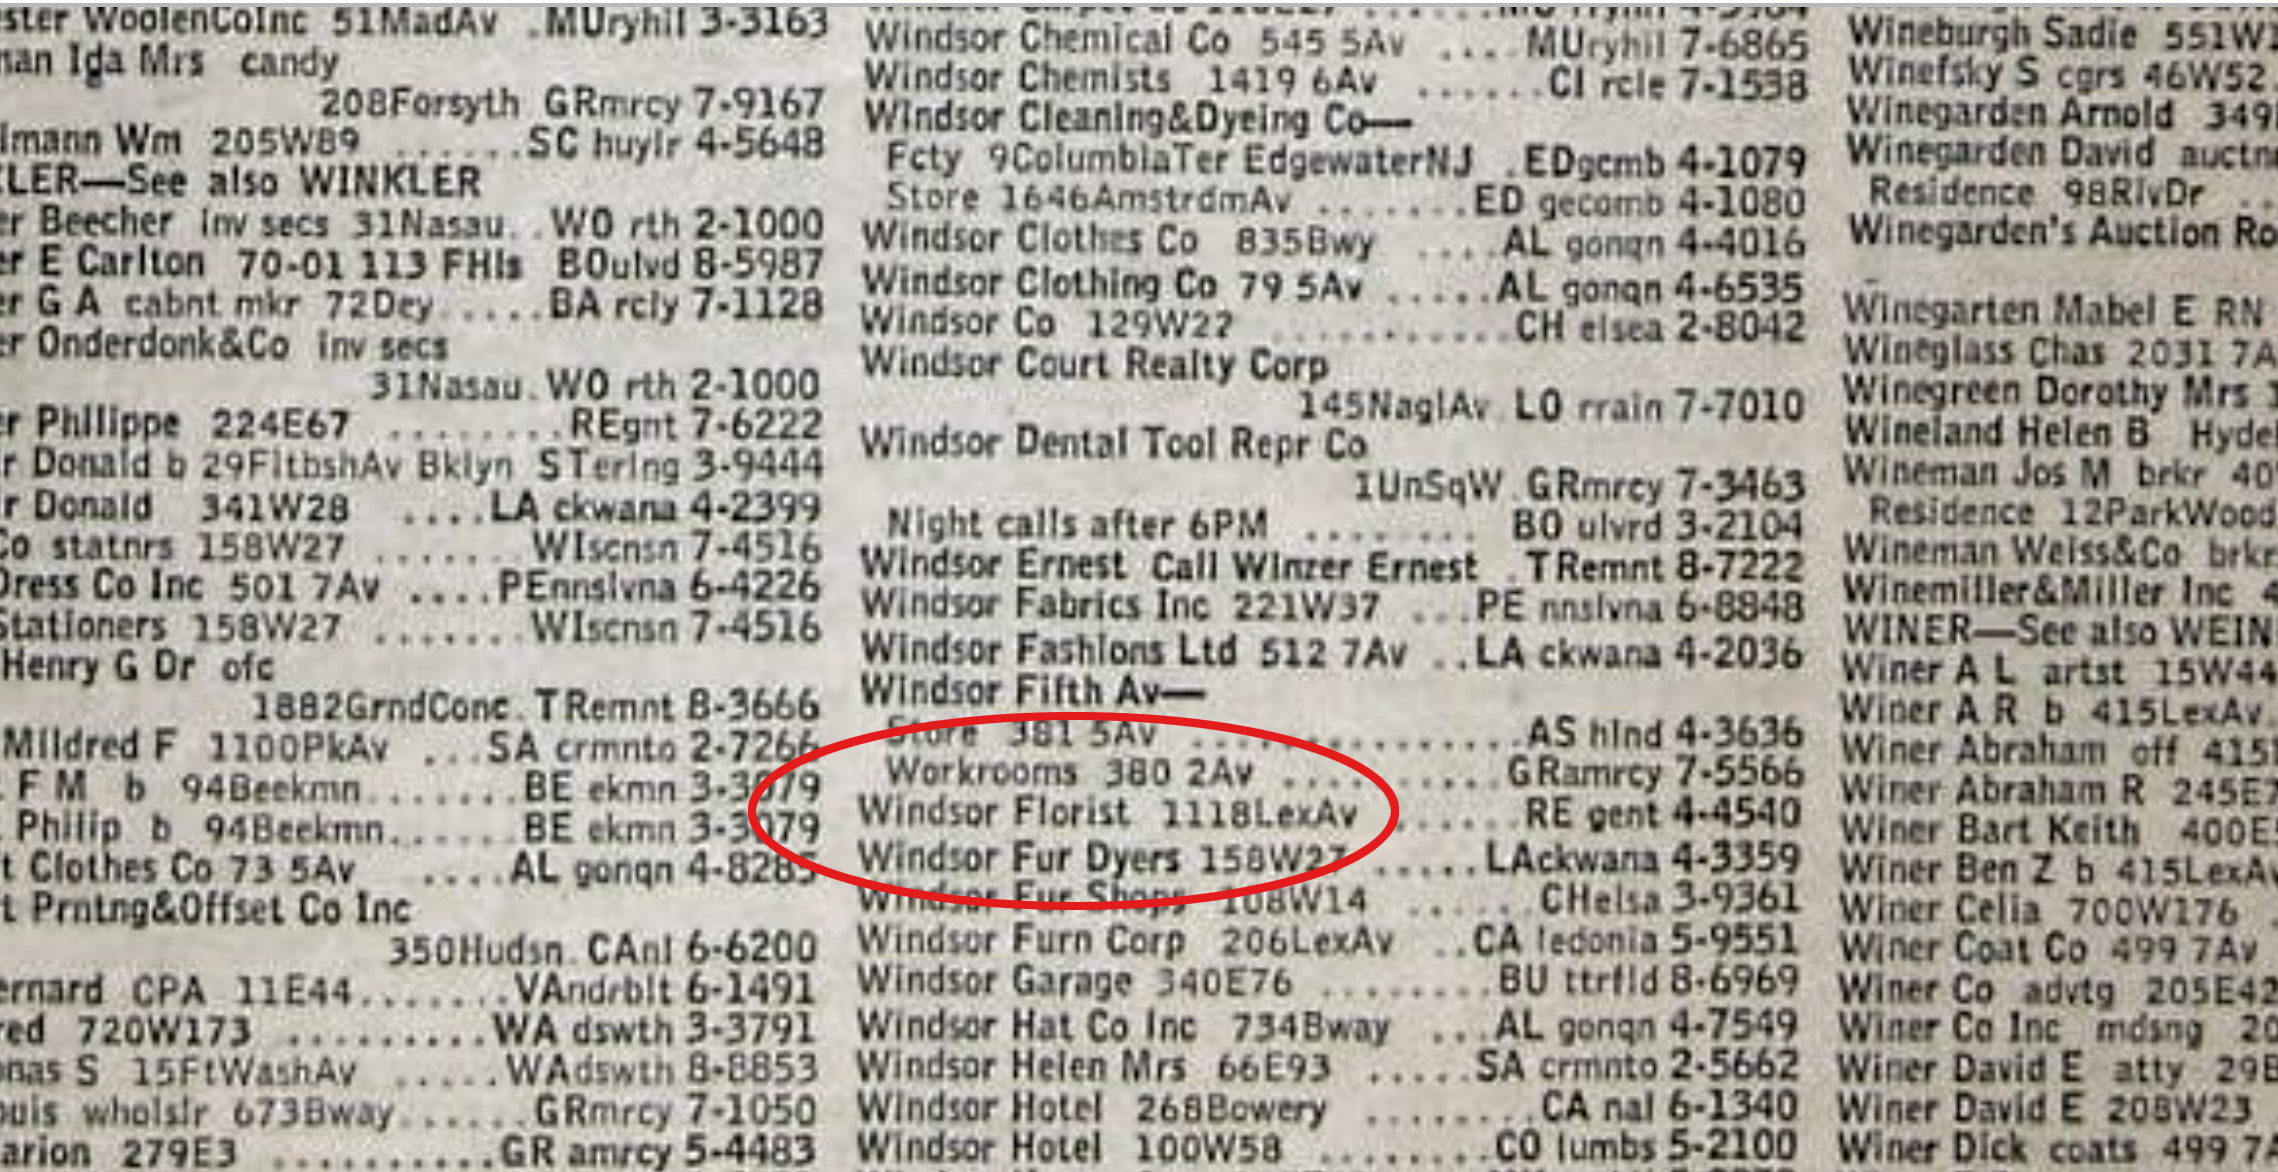 ster WoolenCoInc 51MadAv .MUryhil 3-3163
man Ida Mrs candy
208Forsyth GRmrcy 7-9167
lmann Wm 205W89 .......SC huylr 4-5648
KLER—See also WINKLER
er Beecher inv secs 31Nasau. .WO rth 2-1000
er E Carlton 70-01 113 FHls BOulvd 8-5987
er G A cabnt mkr 72Dey.....BA rcly 7-1128
er Onderdonk&Co inv secs
31Nasau.WO rth 2-1000
er Philippe 224E67 .........REgnt 7-6222
r Donald b 29FltbshAv Bklyn STerlng 3-9444
r Donald 341W28 ....LA ckwana 4-2399
Co statnrs 158W27 .......WIscnsn 7-4516
Dress Co Inc 501 7Av ....PEnnslvna 6-4226
Stationers 158W27 .......WIscnsn 7-4516
Henry G Dr ofc
1882GrndConc.TRemnt 8-3666
Mildred F 1100PkAv ...SA crmnto 2-7266
F M b 94Beekmn.......BE ekmn 3-3079
Philip b 94Beekmn......BE ekmn 3-3079
t Clothes Co 73 5Av ....AL gonqn 4-8285
t Prntng&Offset Co Inc
350Hudsn.CAnl 6-6200
ernard CPA 11E44.......VAndrblt 6-1491
red 720W173 ..........WA dswth 3-3791
onas S 15FtWashAv .....WAdswth 8-8853
ouis wholslr 673Bway......GRmrcy 7-1050
arion 279E3 ..........GR amrcy 5-4483
Windsor Chemical Co 545 5Av ....MUryhil 7-6865
Windsor Chemists 1419 6Av .......CI rcle 7-1538
Windsor Cleaning&Dyeing Co—
Fcty 9ColumbiaTer EdgewaterNJ .EDgcmb 4-1079
Store 1646AmstrdmAv ........ED gecomb 4-1080
Windsor Clothes Co 835Bwy ....AL gonqn 4-4016
Windsor Clothing Co 79 5Av .....AL gonqn 4-6535
Windsor Co 129W27 ............CH elsea 2-8042
Windsor Court Realty Corp
145NaglAv.LO rrain 7-7010
Windsor Dental Tool Repr Co
1UnSqW.GRmrcy 7-3463
Night calls after 6PM ........ BO ulvrd 3-2104
Windsor Ernest Call Winzer Ernest .TRemnt 8-7222
Windsor Fabrics Inc 221W37 ...PE nnslvna 6-8848
Windsor Fashions Ltd 512 7Av ..LA ckwana 4-2036
Windsor Fifth Av—
Store 381 5Av ................AS hlnd 4-3636
Workrooms 380 2Av ...........GRamrcy 7-5566
Windsor Florist 1118LexAv ......RE gent 4-4540
Windsor Fur Dyers 158W27 ......LAckwana 4-3359
Windsor Fur Shops 108W14 ......CHelsa 3-9361
Windsor Furn Corp 206LexAv ..CA ledonia 5-9551
Windsor Garage 340E76 ........BU ttrfld 8-6969
Windsor Hat Co Inc 734Bway ...AL gonqn 4-7549
Windsor Helen Mrs 66E93 .....SA crmnto 2-5662
Windsor Hotel 268Bowery ........CA nal 6-1340
Windsor Hotel 100W58 .........CO lumbs 5-2100
Wineburgh Sadie 551W1
Winefsky S cgrs 46W52
Winegarden Arnold 349
Winegarden David auctn
Residence 98RivDr ..
Winegarden's Auction Ro
Winegarten Mabel E RN
Wineglass Chas 2031 7A
Winegreen Dorothy Mrs 1
Wineland Helen B Hyde
Wineman Jos M brkr 40
Residence 12ParkWood
Wineman Weiss&Co brkr
Winemiller&Miller Inc 4
WINER—See also WEIN
Winer A L artst 15W44
Winer A R b 415LexAv
Winer Abraham off 415
Winer Abraham R 245E7
Winer Bart Keith 400E
Winer Ben Z b 415LexAv
Winer Celia 700W176
Winer Coat Co 499 7Av
Winer Co advtg 205E42
Winer Co Inc mdsng 20
Winer David E atty 29B
Winer David E 208W23
Winer Dick coats 499 7A